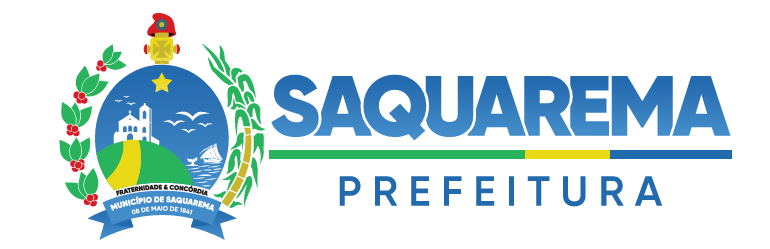 FRATERNIDADE & CONCÓRDIA
MUNICÍPIO DE SAQUAREMA
08 DE MAIO DE 1841
SAQUAREMA
PREFEITURA